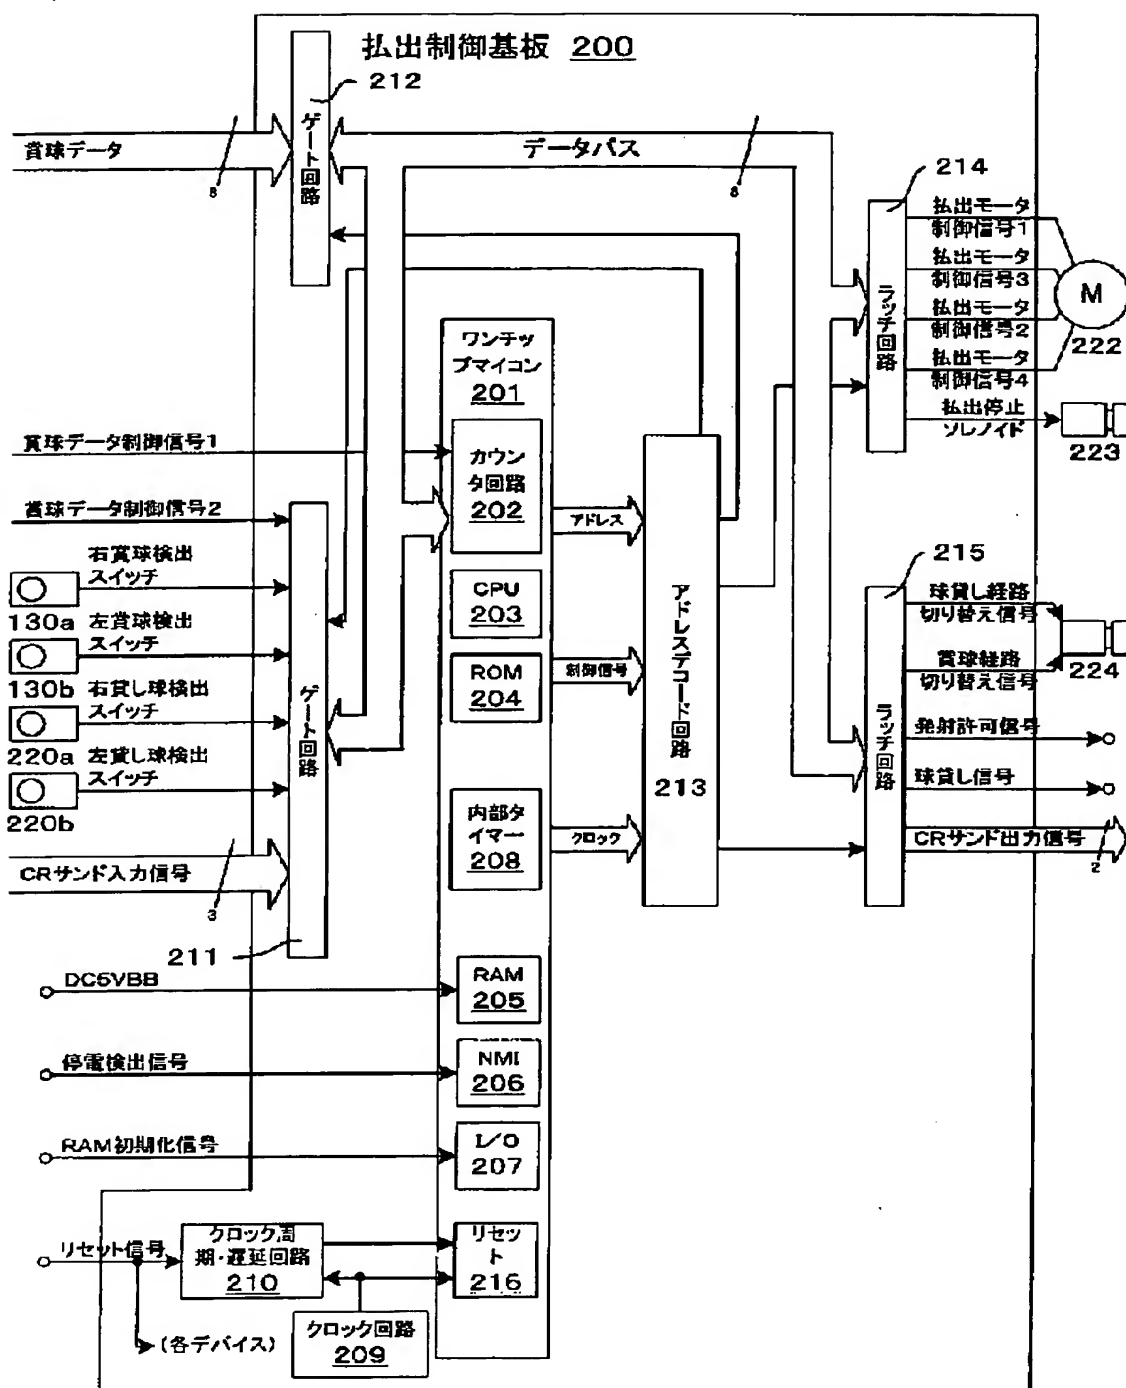 払出制御基板 200
212
ゲート回路
賞球データ
8
データバス
8
214
ラッチ回路
払出モータ
制御信号1
払出モータ
制御信号3
払出モータ
制御信号2
払出モータ
制御信号4
M
222
払出停止
ソレノイド
223
ワンチッ
プマイコン
201
カウン
タ回路
202
CPU
203
ROM
204
内部タ
イマー
208
RAM
205
NMI
206
I/O
207
リセッ
ト
216
賞球データ制御信号1
賞球データ制御信号2
右賞球検出
スイッチ
130a
左賞球検出
スイッチ
130b
右貸し球検出
スイッチ
220a
左貸し球検出
スイッチ
220b
CRサンド入力信号
3
ゲート回路
211
アドレス
制御信号
クロック
アドレスデコード回路
213
215
ラッチ回路
球貸し経路
切り替え信号
賞球経路
切り替え信号
224
発射許可信号
球貸し信号
CRサンド出力信号
2
DC5VBB
停電検出信号
RAM初期化信号
リセット信号
クロック周
期・遅延回路
210
(各デバイス)
クロック回路
209